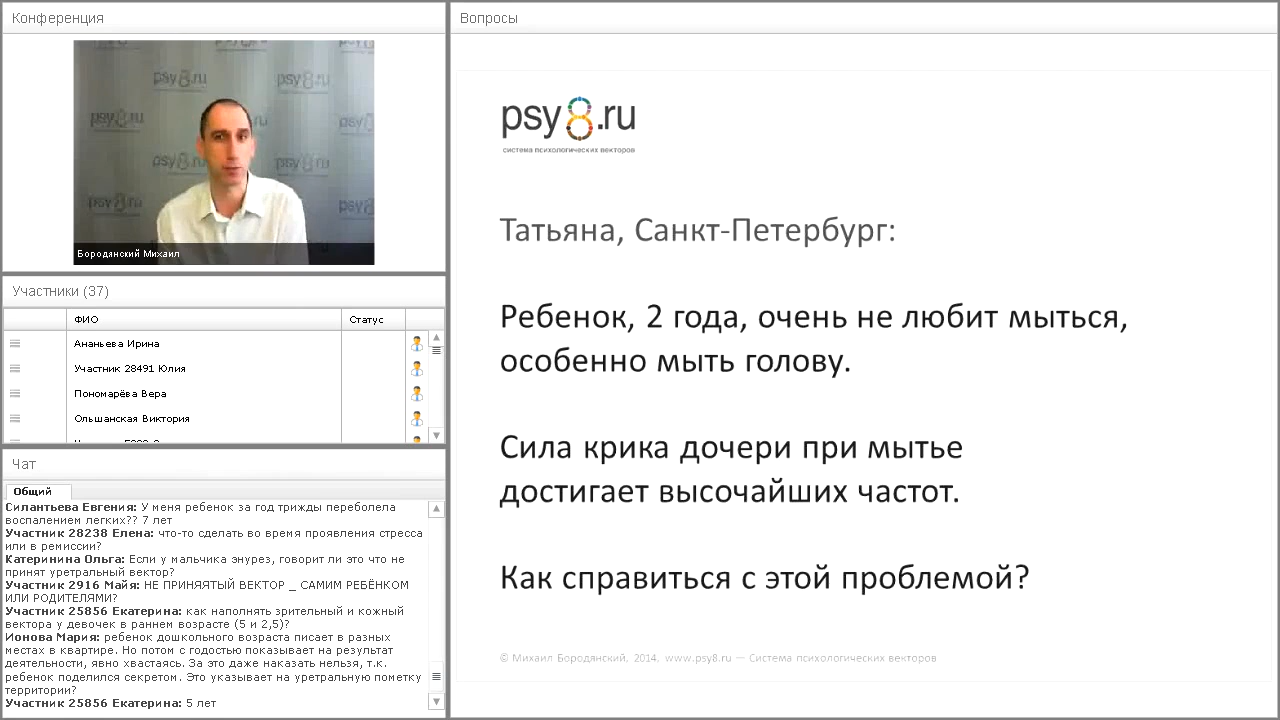 Конференция
psy8.ru
Бородянский Михаил
Участники (37)
ФИО
Статус
Ананьева Ирина
Участник 28491 Юлия
Пономарёва Вера
Ольшанская Виктория
Чат
Общий
Силантьева Евгения: У меня ребенок за год трижды переболела
воспалением легких?? 7 лет
Участник 28238 Елена: что-то сделать во время проявления стресса
или в ремиссии?
Катеринина Ольга: Если у мальчика энурез, говорит ли это что не
принят уретральный вектор?
Участник 2916 Майя: НЕ ПРИНЯЯТЫЙ ВЕКТОР _ САМИМ РЕБЁНКОМ
ИЛИ РОДИТЕЛЯМИ?
Участник 25856 Екатерина: как наполнять зрительный и кожный
вектора у девочек в раннем возрасте (5 и 2,5)?
Ионова Мария: ребенок дошкольного возраста писает в разных
местах в квартире. Но потом с годостью показывает на результат
деятельности, явно хвастаясь. За это даже наказать нельзя, т.к.
ребенок поделился секретом. Это указывает на уретральную пометку
территории?
Участник 25856 Екатерина: 5 лет
Вопросы
psy8.ru
система психологических векторов
Татьяна, Санкт-Петербург:
Ребенок, 2 года, очень не любит мыться,
особенно мыть голову.
Сила крика дочери при мытье
достигает высочайших частот.
Как справиться с этой проблемой?
© Михаил Бородянский, 2014, www.psy8.ru — Система психологических векторов